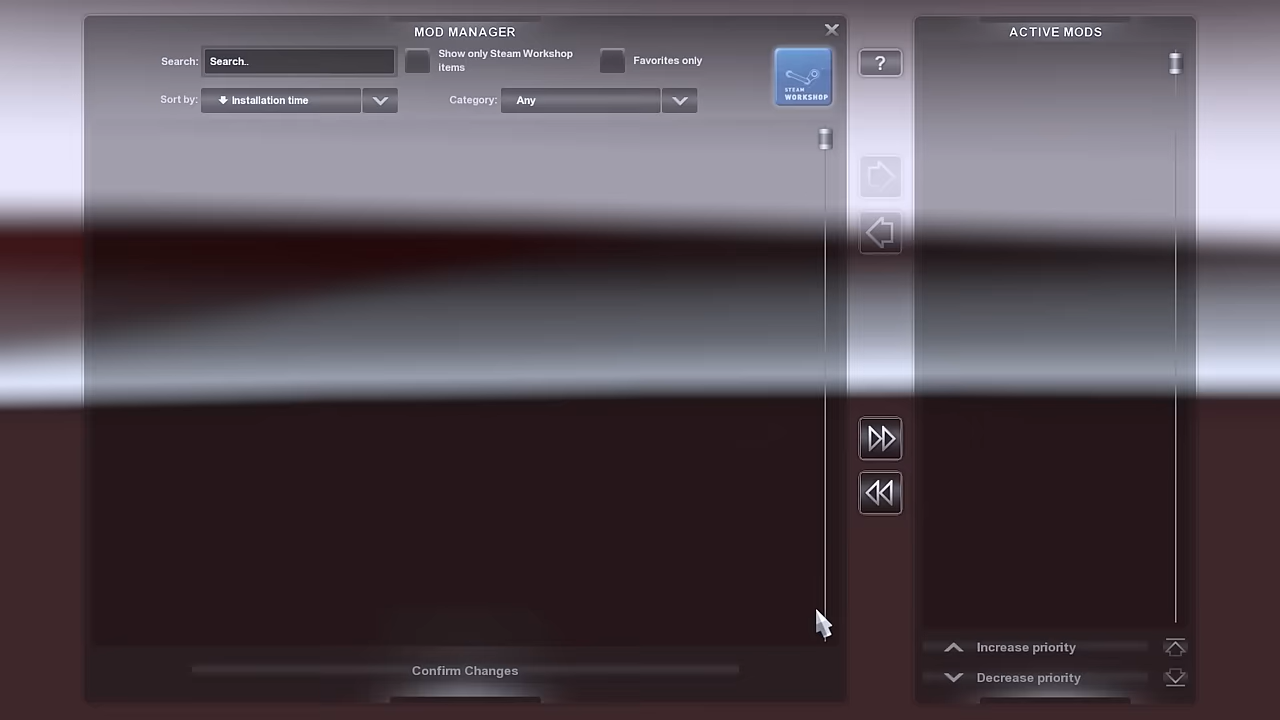 MOD MANAGER
Search:
Search..
Show only Steam Workshop
items
Favorites only
STEAM
WORKSHOP
Sort by:
Installation time
Category:
Any
?
ACTIVE MODS
Confirm Changes
Increase priority
Decrease priority